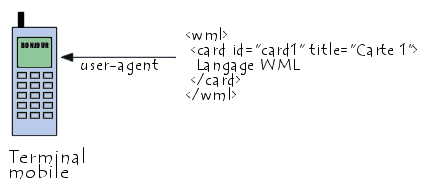 BONJOUR
user-agent
<wml>
<card id="card1" title="Carte 1">
Langage WML
</card>
</wml>
Terminal
mobile